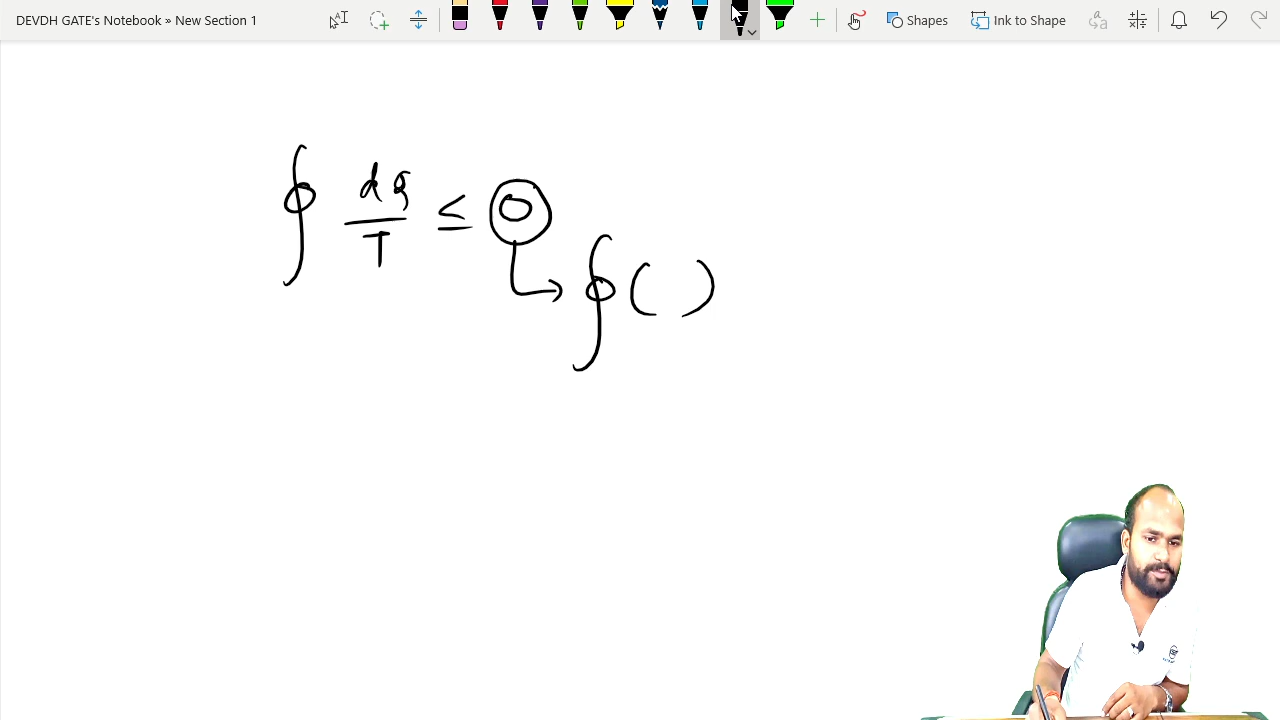 DEVDH GATE's Notebook » New Section 1
Shapes
Ink to Shape
∮ dQ/T ≤ 0
→ ∮ ( )